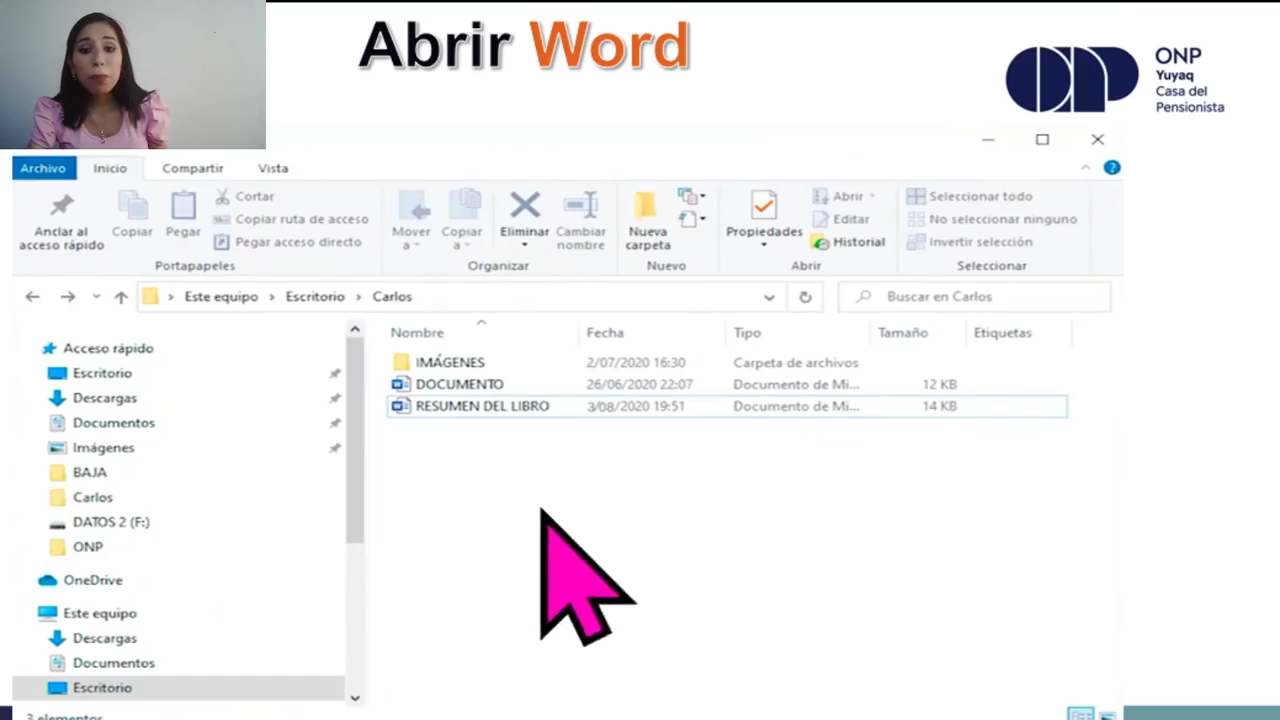 Abrir Word
ONP
Yuyaq
Casa del
Pensionista
Archivo Inicio Compartir Vista
Anclar al
acceso rápido
Copiar
Pegar
Cortar
Copiar ruta de acceso
Pegar acceso directo
Portapapeles
Mover
a
Copiar
a
Eliminar
Cambiar
nombre
Organizar
Nueva
carpeta
Nuevo
Propiedades
Abrir
Editar
Historial
Abrir
Seleccionar todo
No seleccionar ninguno
Invertir selección
Seleccionar
Este equipo > Escritorio > Carlos
Buscar en Carlos
Nombre Fecha Tipo Tamaño Etiquetas
IMÁGENES 2/07/2020 16:30 Carpeta de archivos
DOCUMENTO 26/06/2020 22:07 Documento de Mi... 12 KB
RESUMEN DEL LIBRO 3/08/2020 19:51 Documento de Mi... 14 KB
Acceso rápido
Escritorio
Descargas
Documentos
Imágenes
BAJA
Carlos
DATOS 2 (F:)
ONP
OneDrive
Este equipo
Descargas
Documentos
Escritorio
3 elementos